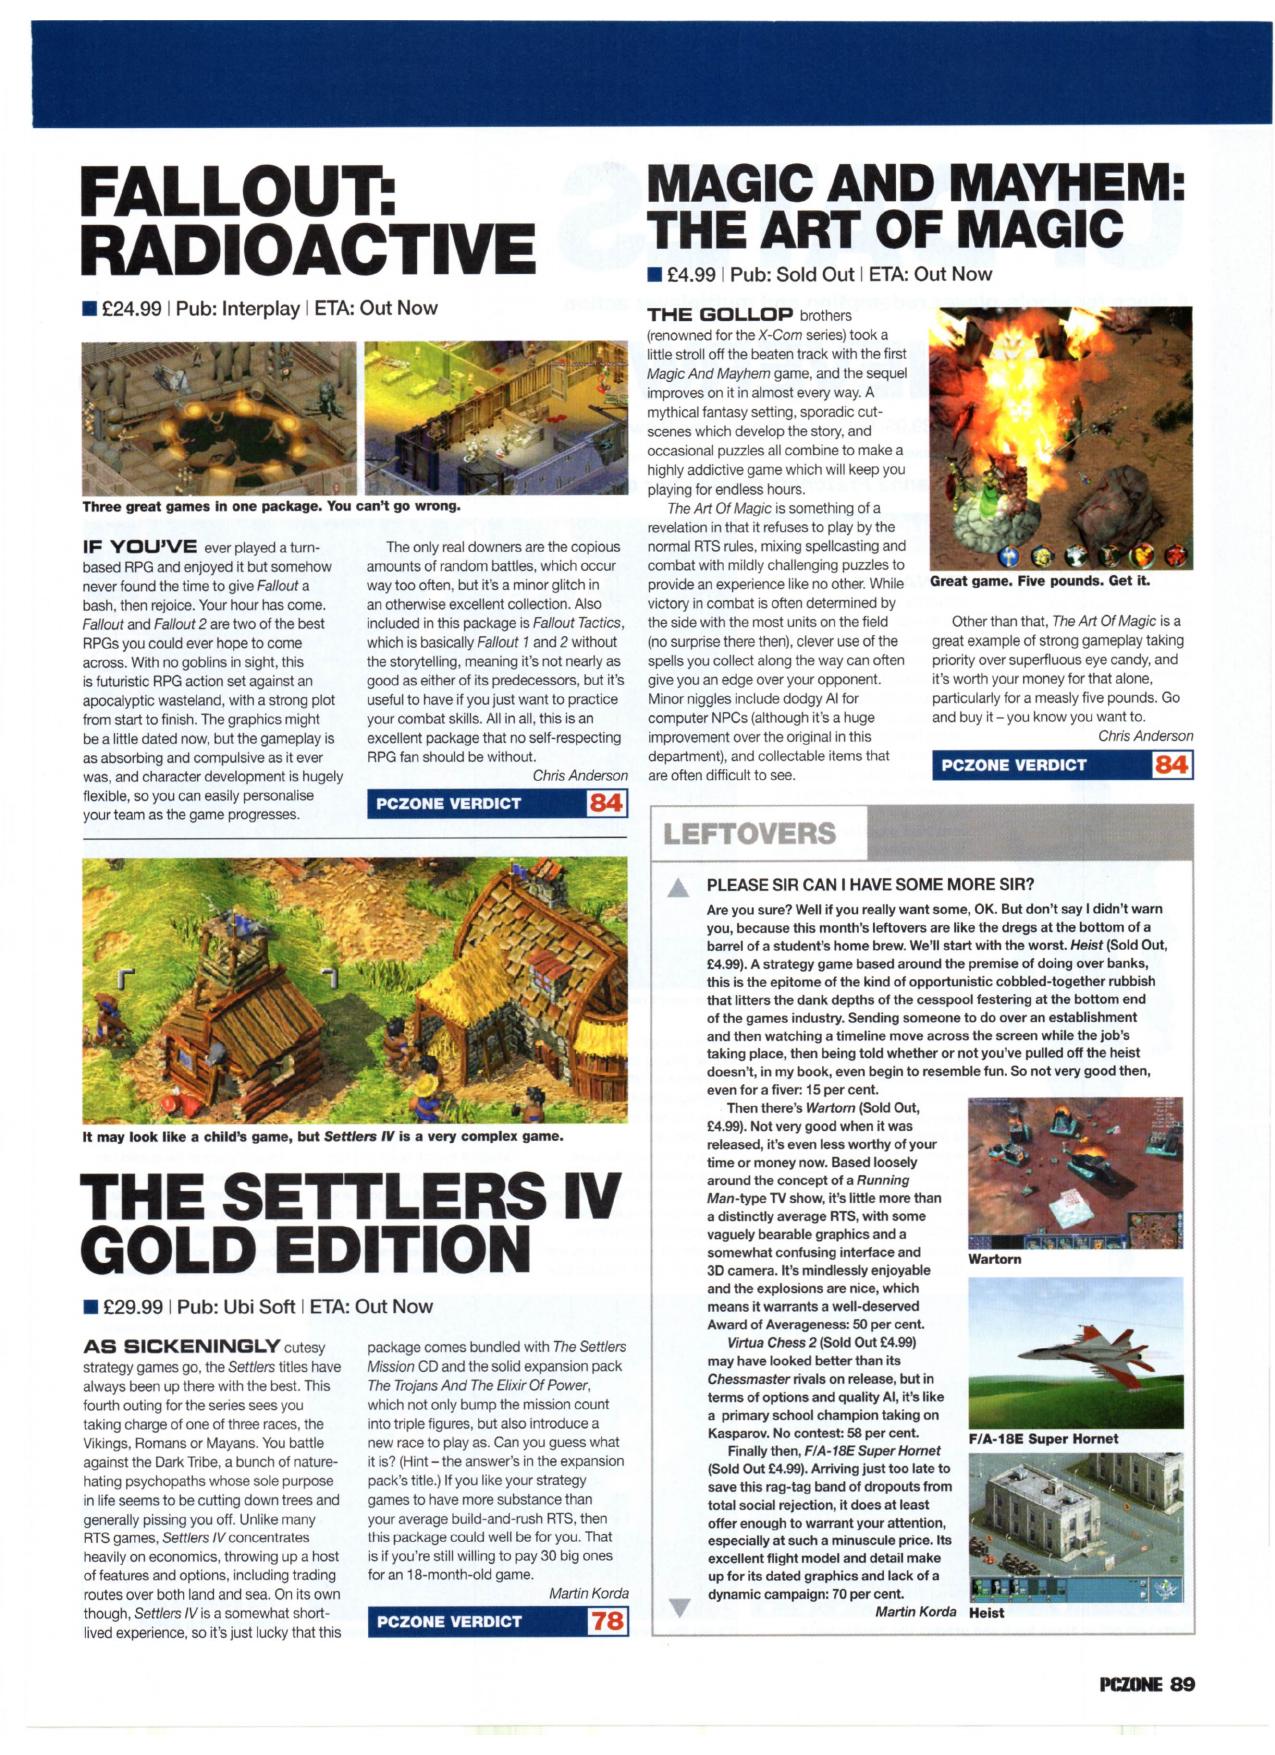 FALLOUT:
RADIOACTIVE
£24.99 | Pub: Interplay | ETA: Out Now
Three great games in one package. You can't go wrong.
IF YOU'VE ever played a turn-
based RPG and enjoyed it but somehow
never found the time to give Fallout a
bash, then rejoice. Your hour has come.
Fallout and Fallout 2 are two of the best
RPGs you could ever hope to come
across. With no goblins in sight, this
is futuristic RPG action set against an
apocalyptic wasteland, with a strong plot
from start to finish. The graphics might
be a little dated now, but the gameplay is
as absorbing and compulsive as it ever
was, and character development is hugely
flexible, so you can easily personalise
your team as the game progresses.
The only real downers are the copious
amounts of random battles, which occur
way too often, but it's a minor glitch in
an otherwise excellent collection. Also
included in this package is Fallout Tactics,
which is basically Fallout 1 and 2 without
the storytelling, meaning it's not nearly as
good as either of its predecessors, but it's
useful to have if you just want to practice
your combat skills. All in all, this is an
excellent package that no self-respecting
RPG fan should be without.
Chris Anderson
PCZONE VERDICT 84
It may look like a child's game, but Settlers IV is a very complex game.
THE SETTLERS IV
GOLD EDITION
£29.99 | Pub: Ubi Soft | ETA: Out Now
AS SICKENINGLY cutesy
strategy games go, the Settlers titles have
always been up there with the best. This
fourth outing for the series sees you
taking charge of one of three races, the
Vikings, Romans or Mayans. You battle
against the Dark Tribe, a bunch of nature-
hating psychopaths whose sole purpose
in life seems to be cutting down trees and
generally pissing you off. Unlike many
RTS games, Settlers IV concentrates
heavily on economics, throwing up a host
of features and options, including trading
routes over both land and sea. On its own
though, Settlers IV is a somewhat short-
lived experience, so it's just lucky that this
package comes bundled with The Settlers
Mission CD and the solid expansion pack
The Trojans And The Elixir Of Power,
which not only bump the mission count
into triple figures, but also introduce a
new race to play as. Can you guess what
it is? (Hint – the answer's in the expansion
pack's title.) If you like your strategy
games to have more substance than
your average build-and-rush RTS, then
this package could well be for you. That
is if you're still willing to pay 30 big ones
for an 18-month-old game.
Martin Korda
PCZONE VERDICT 78
MAGIC AND MAYHEM:
THE ART OF MAGIC
£4.99 | Pub: Sold Out | ETA: Out Now
THE GOLLOP brothers
(renowned for the X-Com series) took a
little stroll off the beaten track with the first
Magic And Mayhem game, and the sequel
improves on it in almost every way. A
mythical fantasy setting, sporadic cut-
scenes which develop the story, and
occasional puzzles all combine to make a
highly addictive game which will keep you
playing for endless hours.
The Art Of Magic is something of a
revelation in that it refuses to play by the
normal RTS rules, mixing spellcasting and
combat with mildly challenging puzzles to
provide an experience like no other. While
victory in combat is often determined by
the side with the most units on the field
(no surprise there then), clever use of the
spells you collect along the way can often
give you an edge over your opponent.
Minor niggles include dodgy AI for
computer NPCs (although it's a huge
improvement over the original in this
department), and collectable items that
are often difficult to see.
Great game. Five pounds. Get it.
Other than that, The Art Of Magic is a
great example of strong gameplay taking
priority over superfluous eye candy, and
it's worth your money for that alone,
particularly for a measly five pounds. Go
and buy it – you know you want to.
Chris Anderson
PCZONE VERDICT 84
LEFTOVERS
PLEASE SIR CAN I HAVE SOME MORE SIR?
Are you sure? Well if you really want some, OK. But don't say I didn't warn
you, because this month's leftovers are like the dregs at the bottom of a
barrel of a student's home brew. We'll start with the worst. Heist (Sold Out,
£4.99). A strategy game based around the premise of doing over banks,
this is the epitome of the kind of opportunistic cobbled-together rubbish
that litters the dank depths of the cesspool festering at the bottom end
of the games industry. Sending someone to do over an establishment
and then watching a timeline move across the screen while the job's
taking place, then being told whether or not you've pulled off the heist
doesn't, in my book, even begin to resemble fun. So not very good then,
even for a fiver: 15 per cent.
Then there's Wartorn (Sold Out,
£4.99). Not very good when it was
released, it's even less worthy of your
time or money now. Based loosely
around the concept of a Running
Man-type TV show, it's little more than
a distinctly average RTS, with some
vaguely bearable graphics and a
somewhat confusing interface and
3D camera. It's mindlessly enjoyable
and the explosions are nice, which
means it warrants a well-deserved
Award of Averageness: 50 per cent.
Virtua Chess 2 (Sold Out £4.99)
may have looked better than its
Chessmaster rivals on release, but in
terms of options and quality AI, it's like
a primary school champion taking on
Kasparov. No contest: 58 per cent.
Finally then, F/A-18E Super Hornet
(Sold Out £4.99). Arriving just too late to
save this rag-tag band of dropouts from
total social rejection, it does at least
offer enough to warrant your attention,
especially at such a minuscule price. Its
excellent flight model and detail make
up for its dated graphics and lack of a
dynamic campaign: 70 per cent.
Martin Korda
Wartorn
F/A-18E Super Hornet
Heist
PCZONE 89